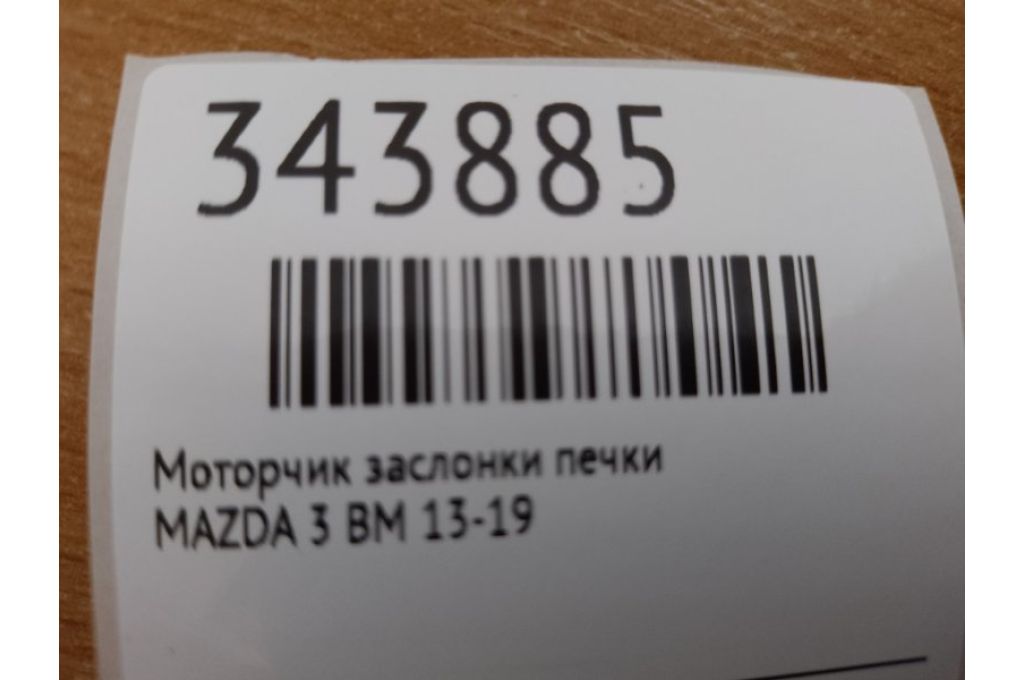 343885
Моторчик заслонки печки
MAZDA 3 BM 13-19